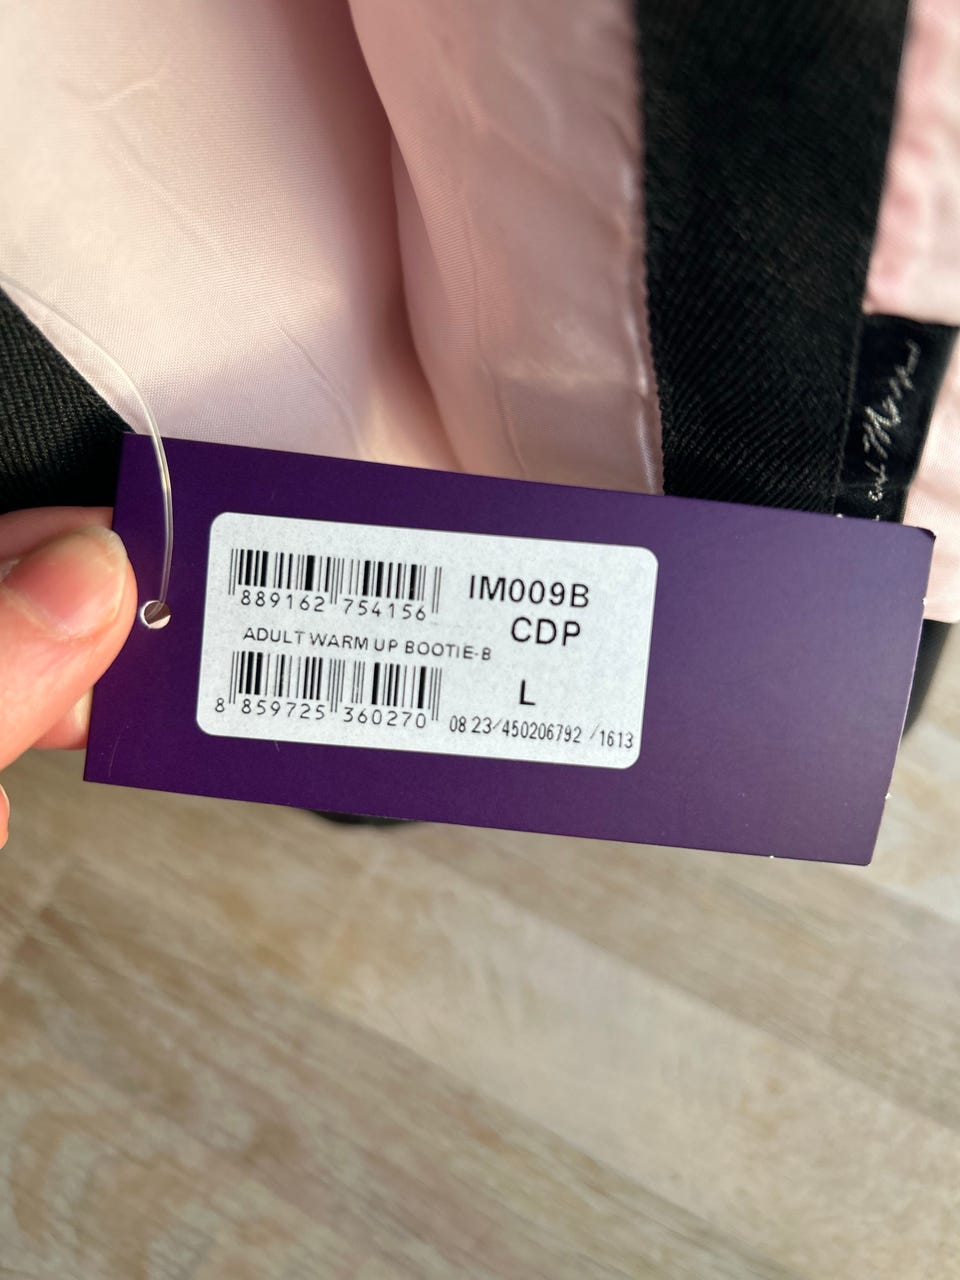 889162 754156
IM009B
CDP
ADULT WARM UP BOOTIE-B
L
8 859725 360270
08 23/450206792 /1613